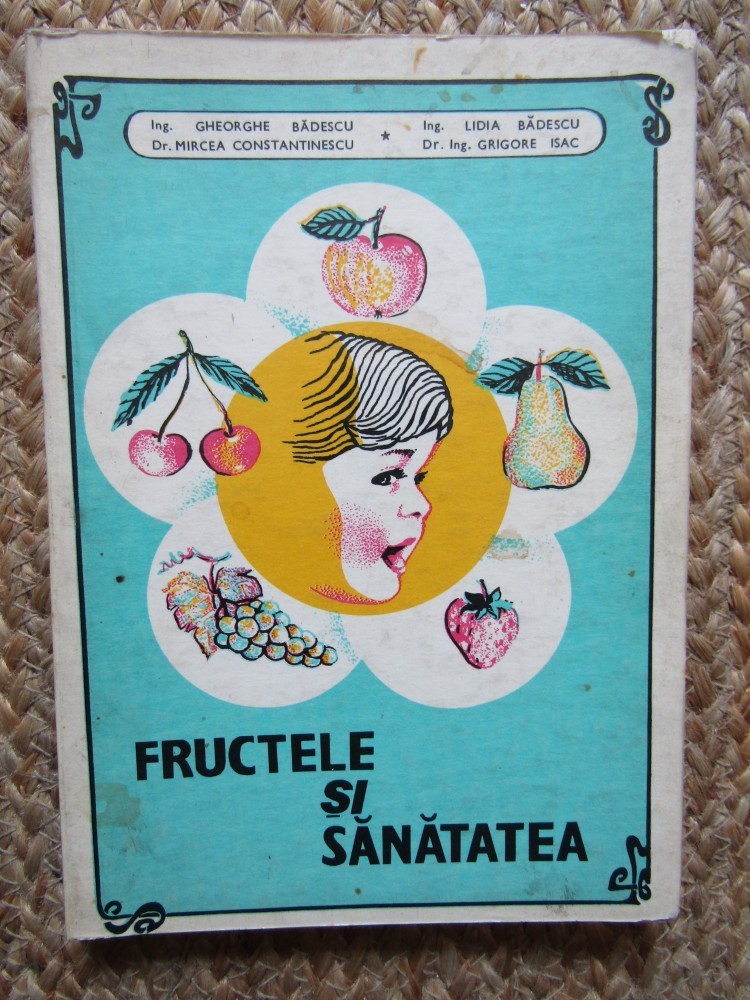 Ing. GHEORGHE BĂDESCU
Dr. MIRCEA CONSTANTINESCU
*
Ing. LIDIA BĂDESCU
Dr. Ing. GRIGORE ISAC
FRUCTELE
ȘI
SĂNĂTATEA